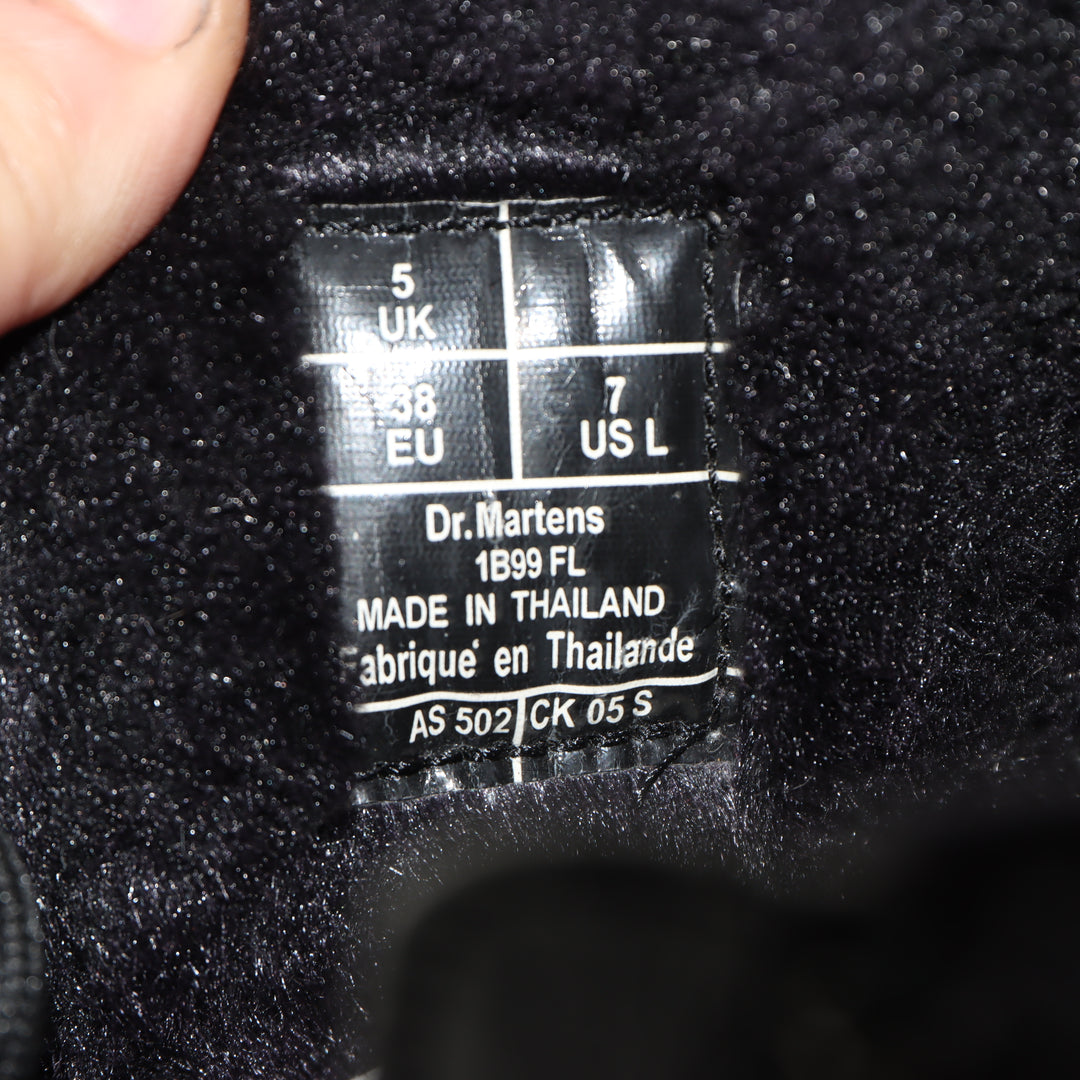 5
UK
38
EU
7
US L
Dr.Martens
1B99 FL
MADE IN THAILAND
abriqué en Thailande
AS 502 CK 05 S